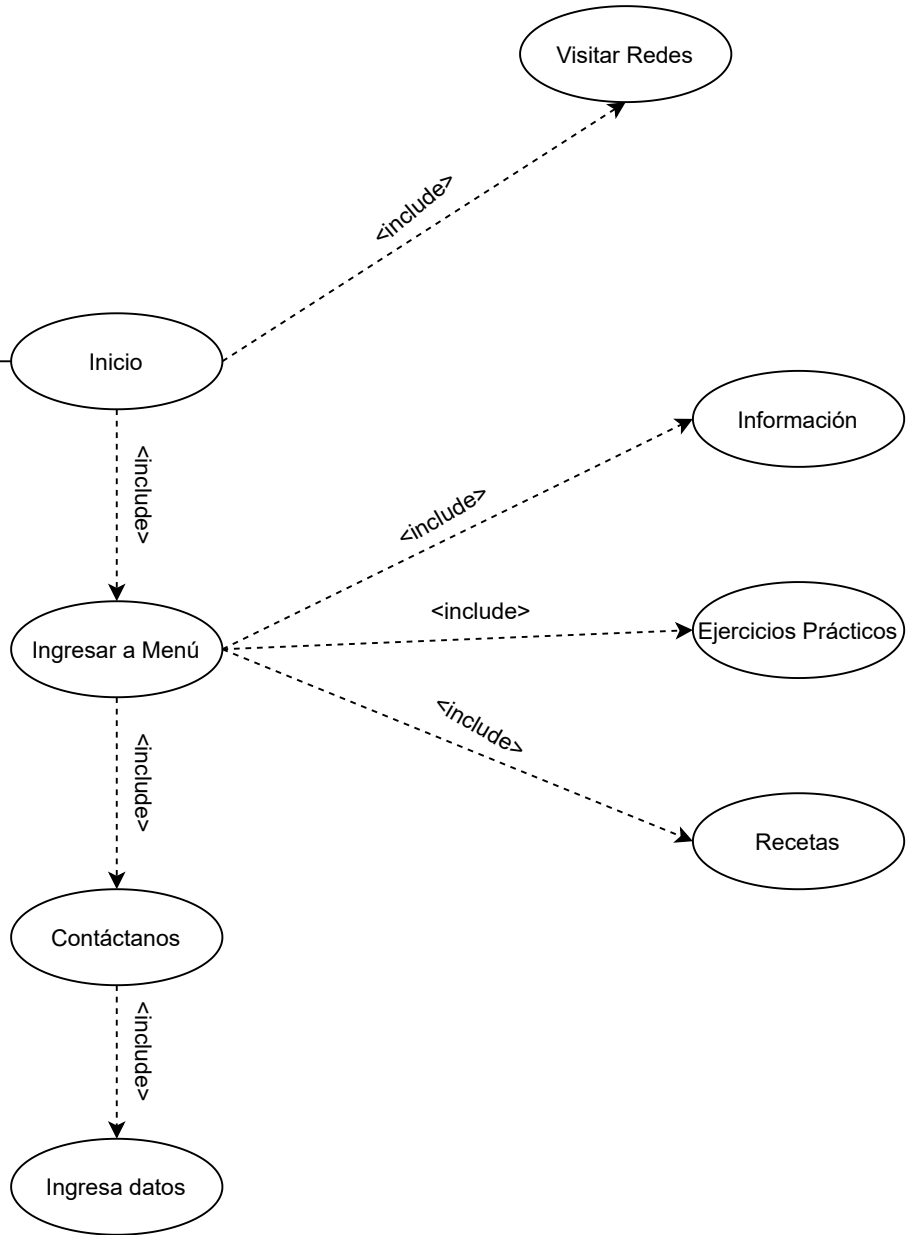 Visitar Redes
<include>
Inicio
Información
<include>
<include>
<include>
Ejercicios Prácticos
Ingresar a Menú
<include>
<include>
Recetas
Contáctanos
<include>
Ingresa datos